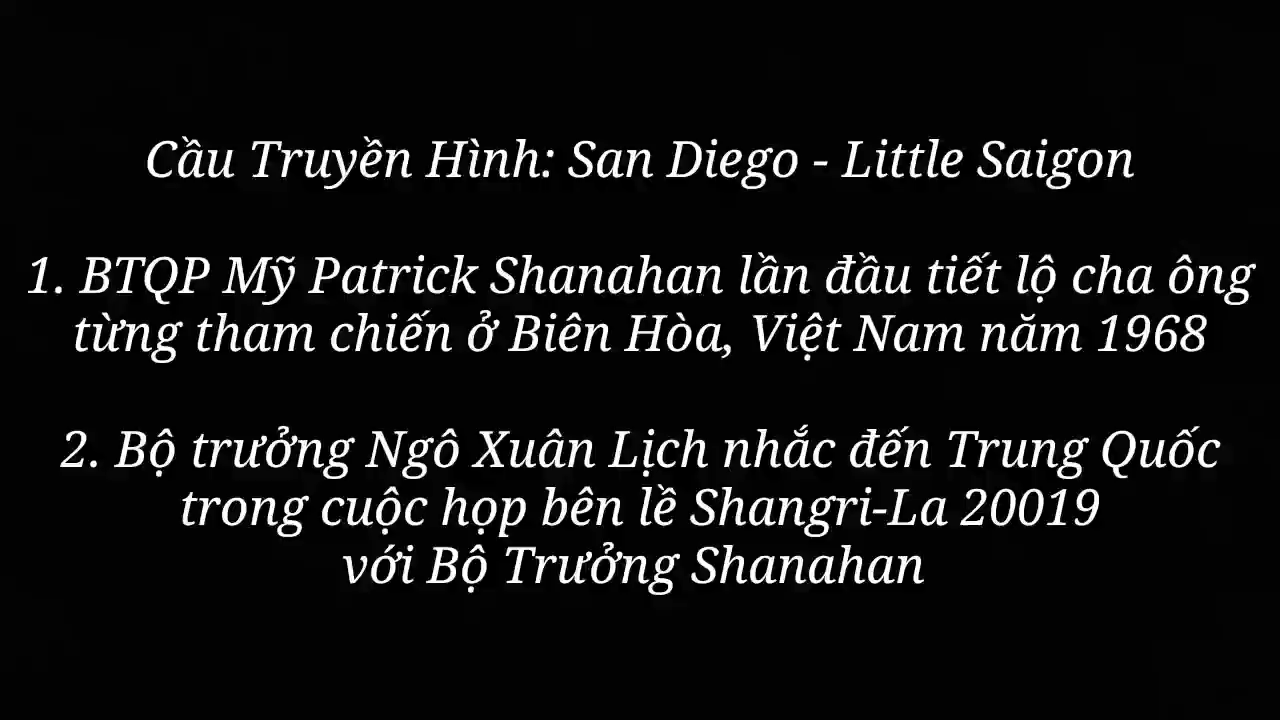 Cầu Truyền Hình: San Diego - Little Saigon
1. BTQP Mỹ Patrick Shanahan lần đầu tiết lộ cha ông
từng tham chiến ở Biên Hòa, Việt Nam năm 1968
2. Bộ trưởng Ngô Xuân Lịch nhắc đến Trung Quốc
trong cuộc họp bên lề Shangri-La 20019
với Bộ Trưởng Shanahan